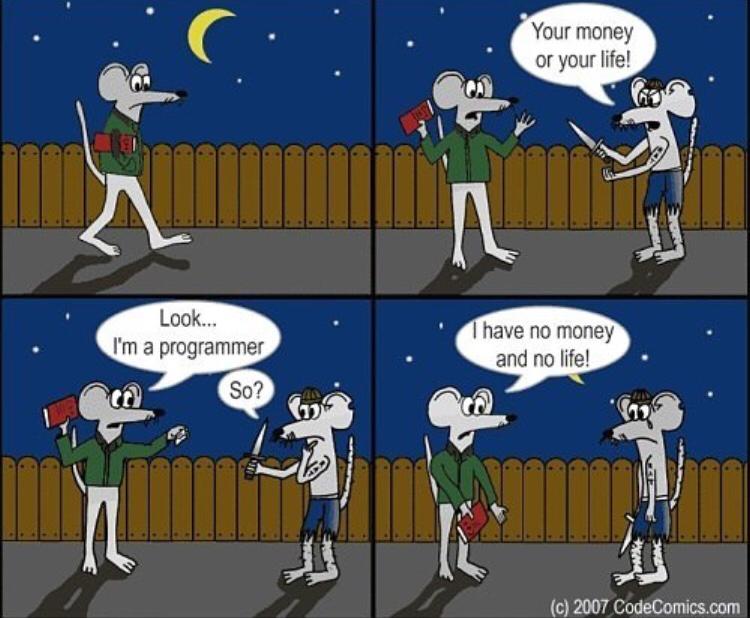 Your money
or your life!
Look...
I'm a programmer
So?
I have no money
and no life!
(c) 2007 CodeComics.com